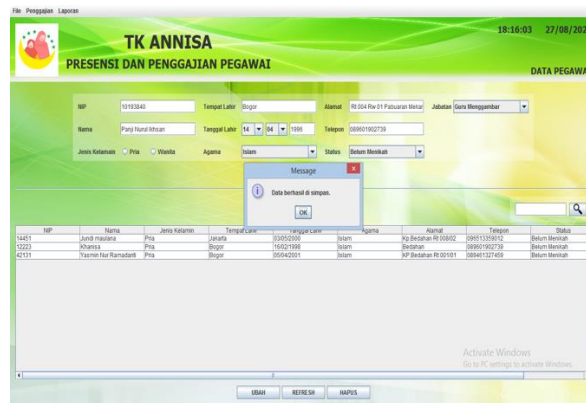 File Penggajian Laporan
18:16:03 27/08/202
TK ANNISA
PRESENSI DAN PENGGAJIAN PEGAWAI
DATA PEGAWA
NIP 10193840 Tempat Lahir Bogor Alamat Rt 004 Rw 01 Pabuaran Mekar Jabatan Guru Menggambar
Nama Panji Nurul Ikhsan Tanggal Lahir 14 04 1996 Telepon 089601902739
Jenis Kelamain Pria Wanita Agama Islam Status Belum Menikah
Message
Data berhasil di simpan.
OK
NIP Nama Jenis Kelamin Tempat Lahir Tanggal Lahir Agama Alamat Telepon Status
14451 Jundi maulana Pria Jakarta 03/05/2000 Islam Kp.Bedahan Rt 008/02 096513359012 Belum Menikah
12223 Khanisa Pria Bogor 16/02/1998 Islam Bedahan 089601902739 Belum Menikah
42131 Yasmin Nur Ramadanti Pria Bogor 05/04/2001 Islam KP.Bedahan Rt 001/01 089461327459 Belum Menikah
Activate Windows
Go to PC settings to activate Windows.
UBAH REFRESH HAPUS